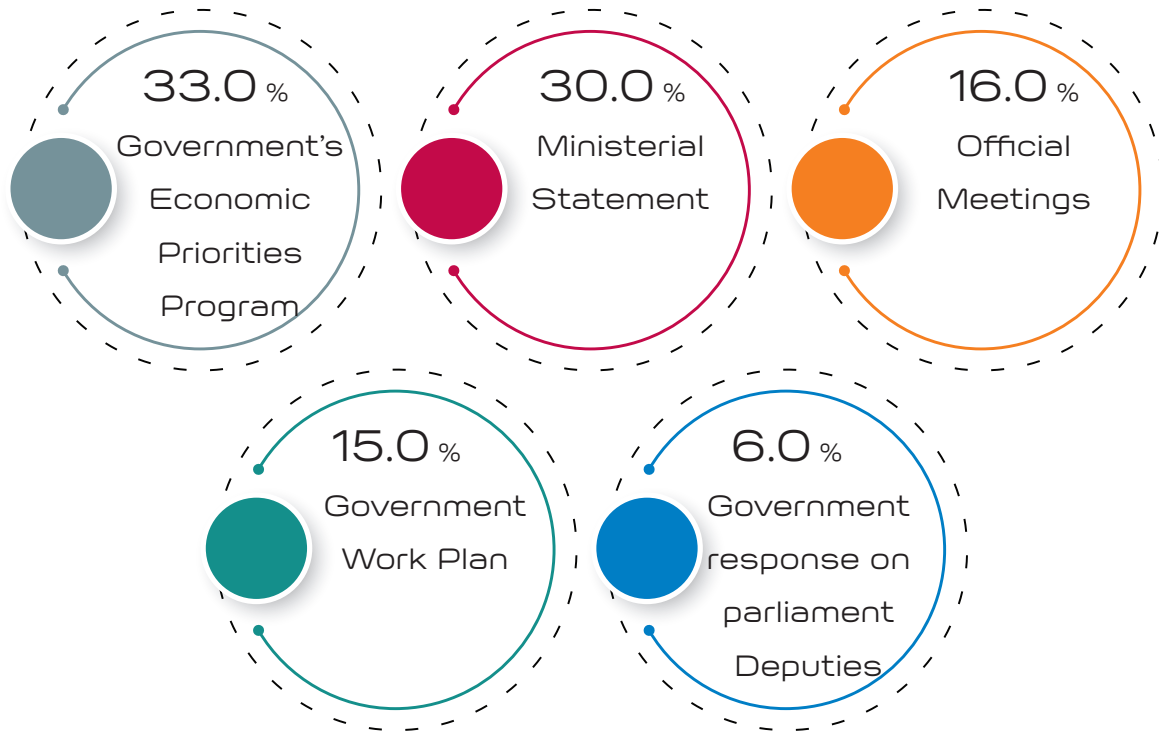 33.0 %
Government's
Economic
Priorities
Program
30.0 %
Ministerial
Statement
16.0 %
Official
Meetings
15.0 %
Government
Work Plan
6.0 %
Government
response on
parliament
Deputies